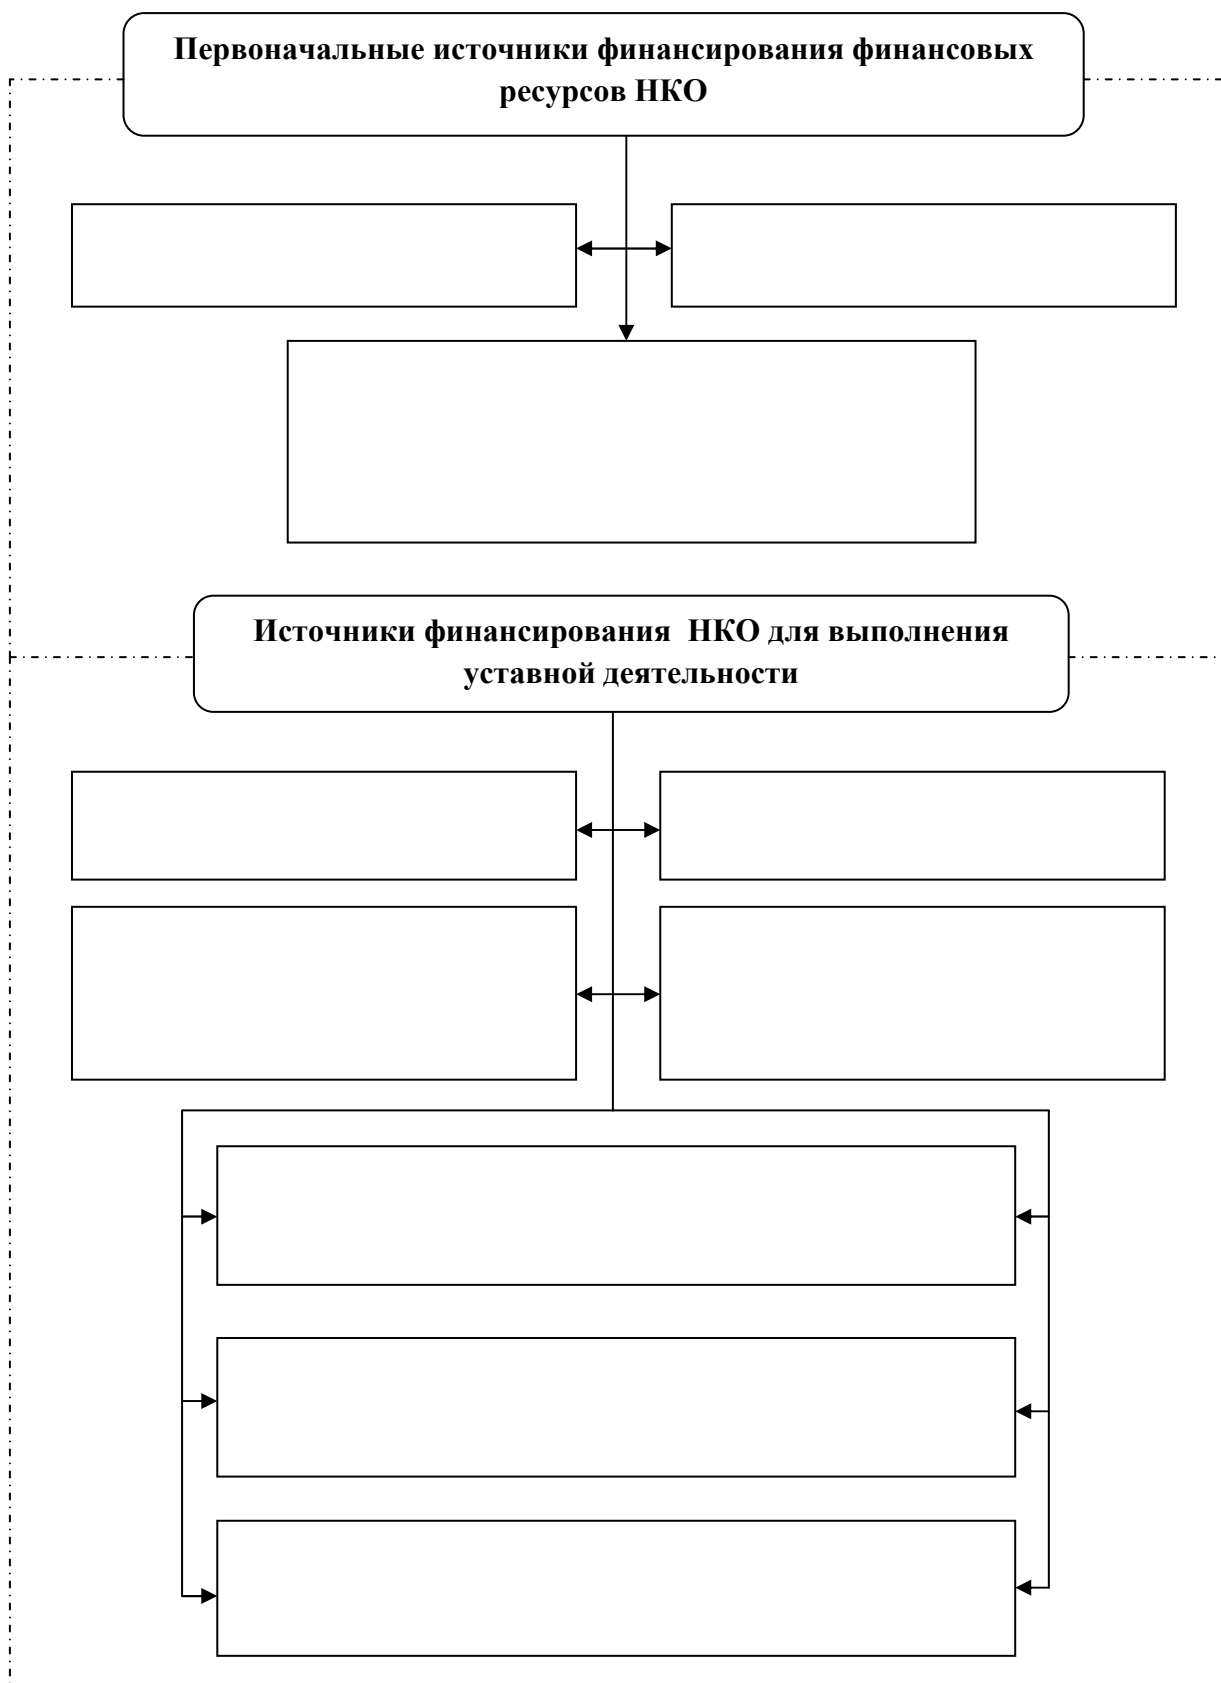 Первоначальные источники финансирования финансовых
ресурсов НКО
Источники финансирования  НКО для выполнения
уставной деятельности